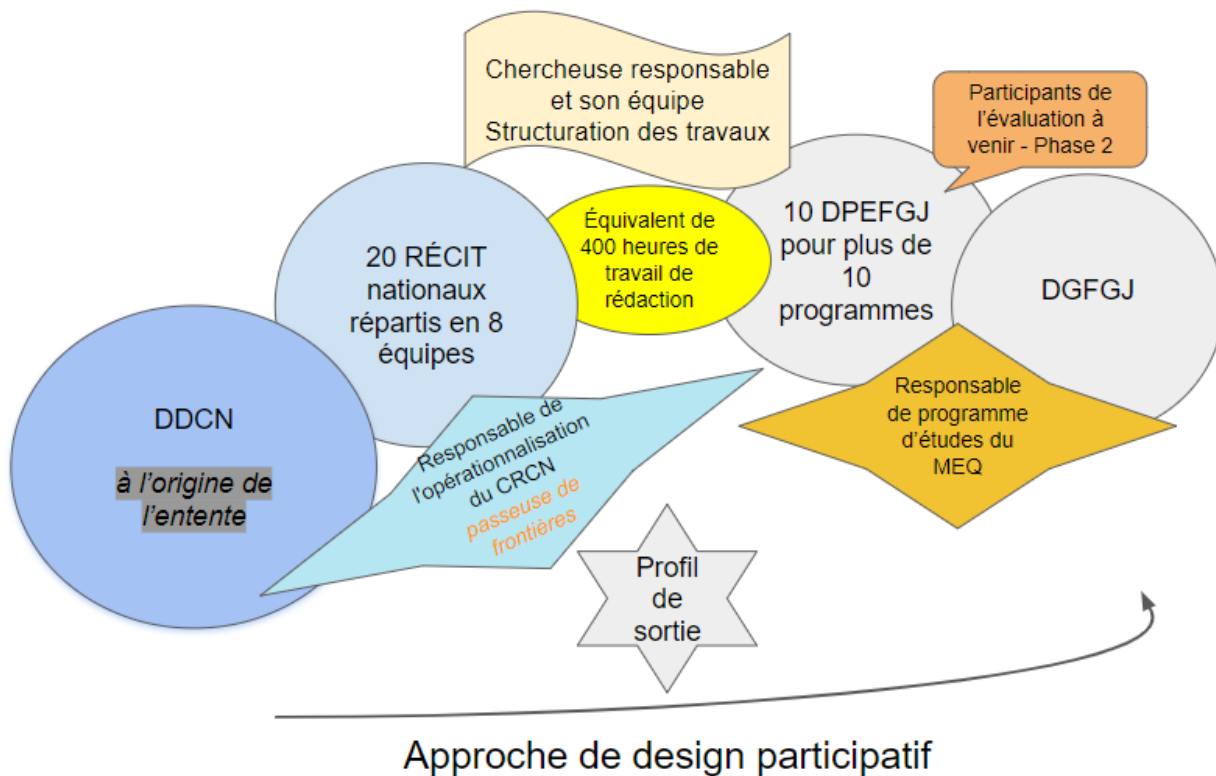 Chercheuse responsable
et son équipe
Structuration des travaux
Participants de
l'évaluation à
venir - Phase 2
Équivalent de
400 heures de
travail de
rédaction
10 DPEFGJ
pour plus de
10
programmes
20 RÉCIT
nationaux
répartis en 8
équipes
DGFGJ
DDCN
à l'origine de
l'entente
Responsable de
l'opérationnalisation
du CRCN
passeuse de
frontières
Responsable
de programme
d'études du
MEQ
Profil
de
sortie
Approche de design participatif